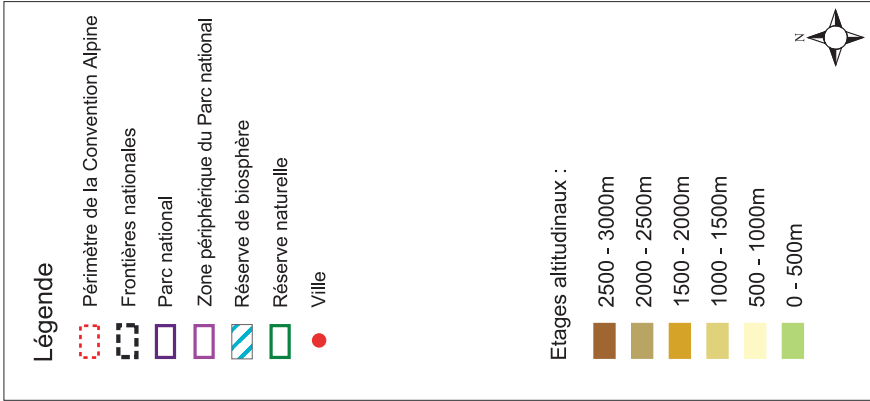 Légende
Périmètre de la Convention Alpine
Frontières nationales
Parc national
Zone périphérique du Parc national
Réserve de biosphère
Réserve naturelle
Ville
Etages altitudinaux :
2500 - 3000m
2000 - 2500m
1500 - 2000m
1000 - 1500m
500 - 1000m
0 - 500m
N